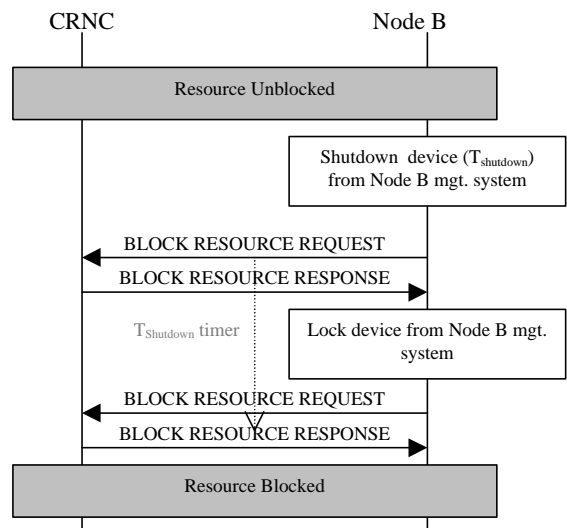 CRNC
Node B
Resource Unblocked
Shutdown device (Tshutdown)
from Node B mgt. system
BLOCK RESOURCE REQUEST
BLOCK RESOURCE RESPONSE
TShutdown timer
Lock device from Node B mgt.
system
BLOCK RESOURCE REQUEST
BLOCK RESOURCE RESPONSE
Resource Blocked